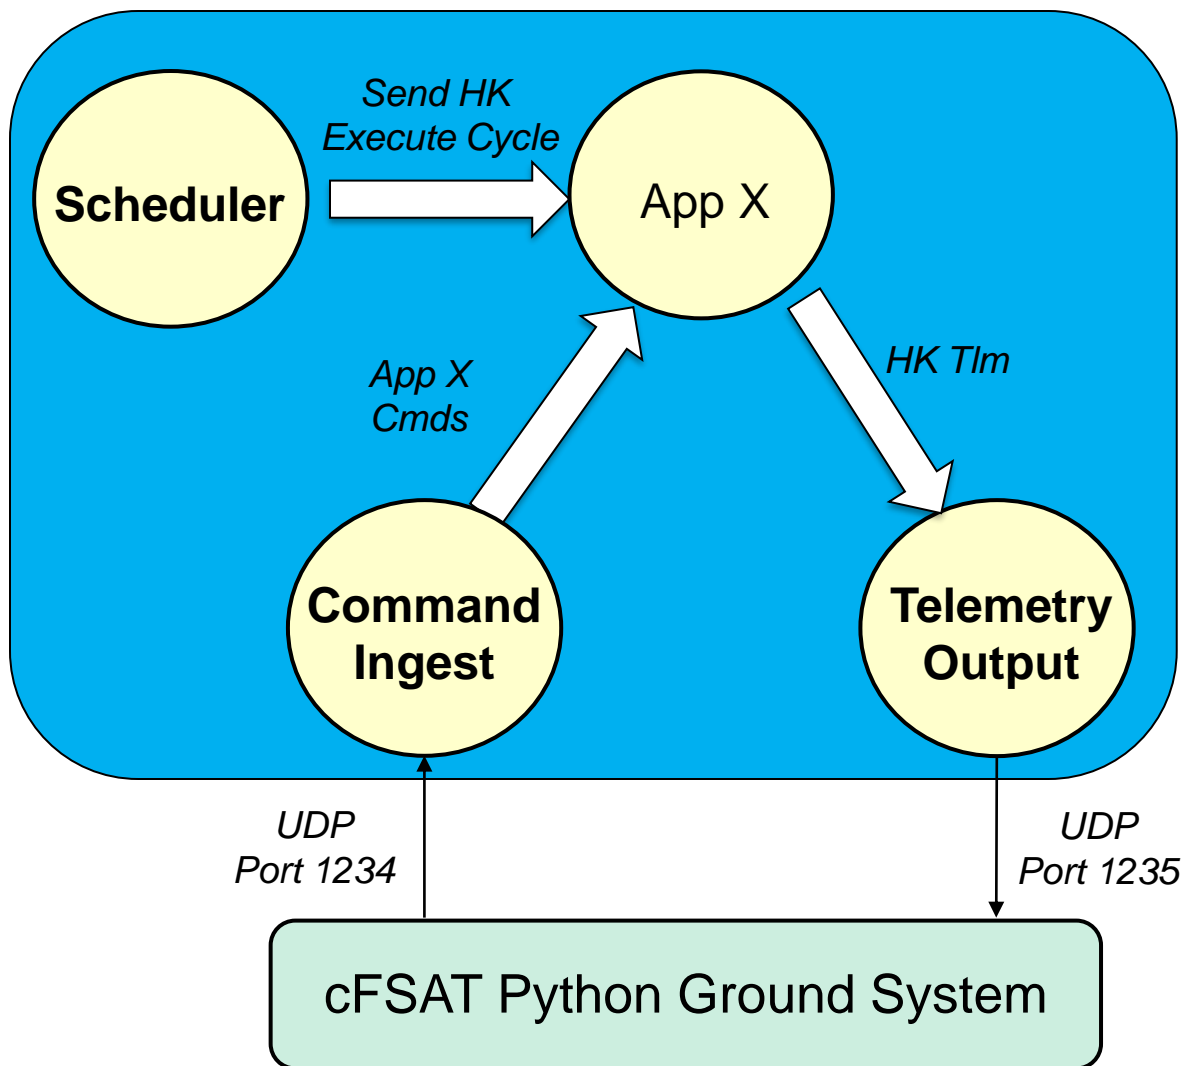 Send HK
Execute Cycle
Scheduler
App X
App X
Cmds
HK Tlm
Command
Ingest
Telemetry
Output
UDP
Port 1234
UDP
Port 1235
cFSAT Python Ground System